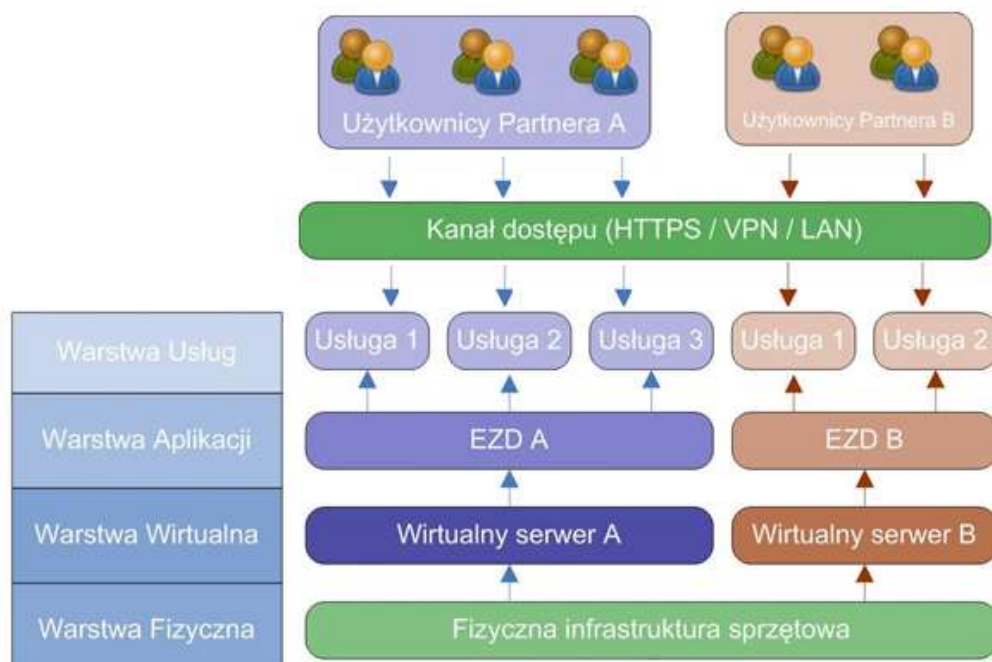 Użytkownicy Partnera A
Użytkownicy Partnera B
Kanał dostępu (HTTPS / VPN / LAN)
Warstwa Usług
Usługa 1
Usługa 2
Usługa 3
Usługa 1
Usługa 2
Warstwa Aplikacji
EZD A
EZD B
Warstwa Wirtualna
Wirtualny serwer A
Wirtualny serwer B
Warstwa Fizyczna
Fizyczna infrastruktura sprzętowa